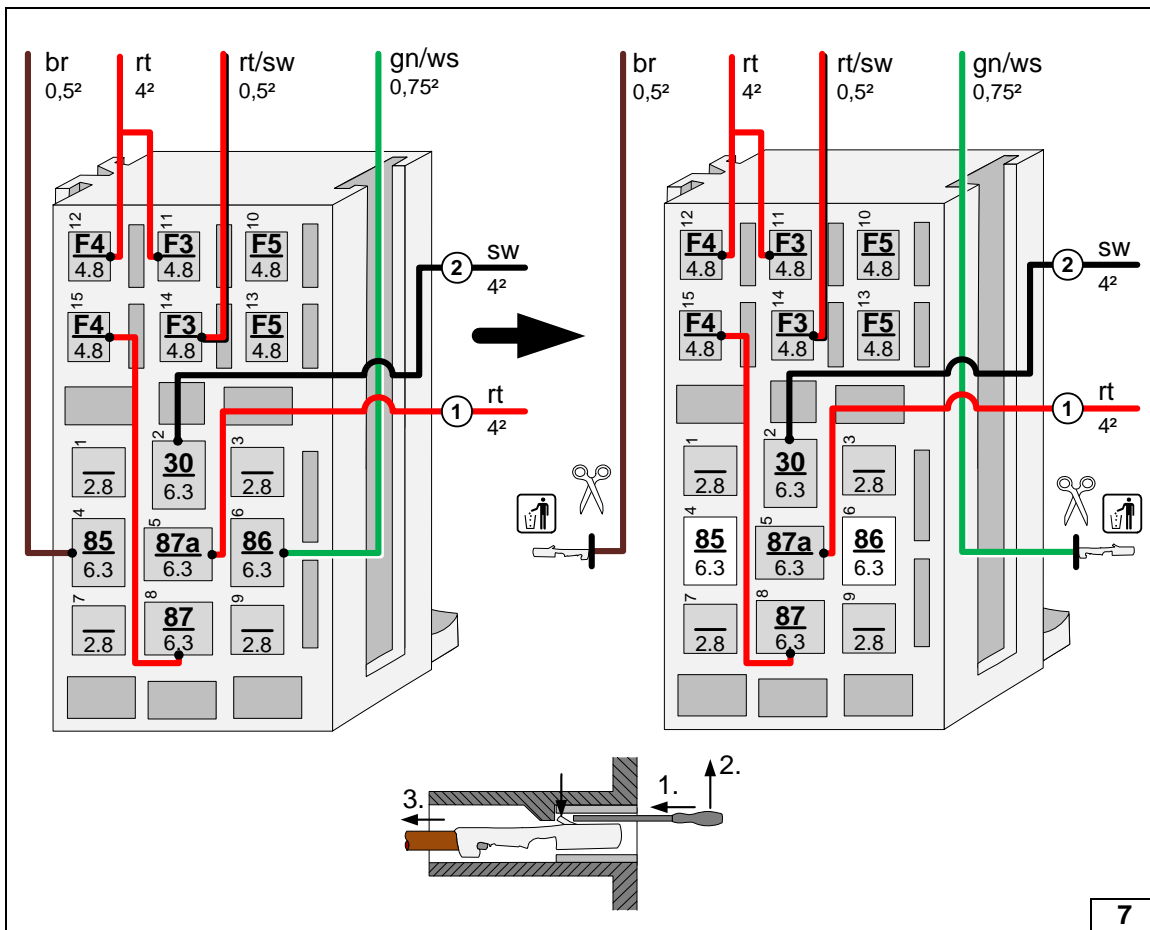 br rt rt/sw gn/ws
0,5² 4² 0,5² 0,75²
12 11 10
F4 F3 F5
4.8 4.8 4.8
2 sw
4²
15 14 13
F4 F3 F5
4.8 4.8 4.8
1 rt
4²
1 2 3
30
2.8 6.3 2.8
4 5 6
85 87a 86
6.3 6.3 6.3
7 8 9
87
2.8 6.3 2.8
br rt rt/sw gn/ws
0,5² 4² 0,5² 0,75²
12 11 10
F4 F3 F5
4.8 4.8 4.8
2 sw
4²
15 14 13
F4 F3 F5
4.8 4.8 4.8
1 rt
4²
1 2 3
30
2.8 6.3 2.8
4 5 6
85 87a 86
6.3 6.3 6.3
7 8 9
87
2.8 6.3 2.8
3. 1. 2.
7